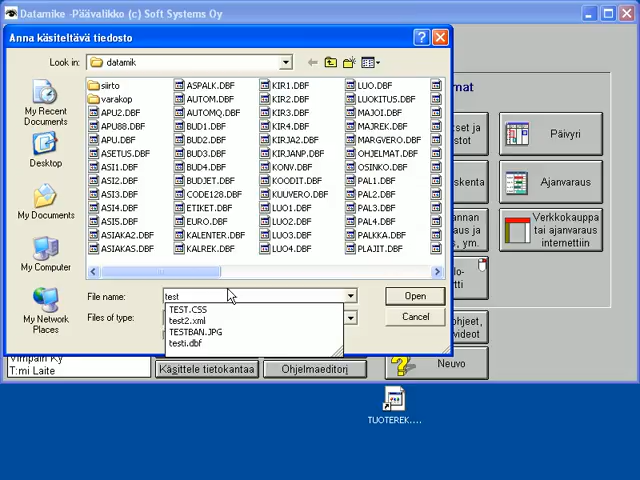 Datamike -Päävalikko (c) Soft Systems Oy
Anna käsiteltävä tiedosto
Look in:
datamik
My Recent
Documents
Desktop
My Documents
My Computer
My Network
Places
siirto
varakop
APU2.DBF
APU88.DBF
APU.DBF
ASETUS.DBF
ASI1.DBF
ASI2.DBF
ASI3.DBF
ASI4.DBF
ASI5.DBF
ASIAKA2.DBF
ASIAKAS.DBF
ASPALK.DBF
AUTOM.DBF
AUTOMQ.DBF
BUD1.DBF
BUD2.DBF
BUD3.DBF
BUD4.DBF
BUDJET.DBF
CODE128.DBF
ETIKET.DBF
EURO.DBF
KALENTER.DBF
KALREK.DBF
KIR1.DBF
KIR2.DBF
KIR3.DBF
KIR4.DBF
KIRJA2.DBF
KIRJANP.DBF
KONV.DBF
KOODIT.DBF
KUUVERO.DBF
LUO1.DBF
LUO2.DBF
LUO3.DBF
LUO4.DBF
LUO.DBF
LUOKITUS.DBF
MAJOI.DBF
MAJREK.DBF
MARGVERO.DBF
OHJELMAT.DBF
OSINKO.DBF
PAL1.DBF
PAL2.DBF
PAL3.DBF
PAL4.DBF
PALKKA.DBF
PLAJIT.DBF
File name:
test
Open
TEST.CSS
test2.xml
TESTBAN.JPG
testi.dbf
Files of type:
Cancel
Päivyri
Ajanvaraus
Verkkokauppa
tai ajanvaraus
internettiin
Neuvo
T:mi Laite
Käsittele tietokantaa
Ohjelmaeditori
TUOTEREK....